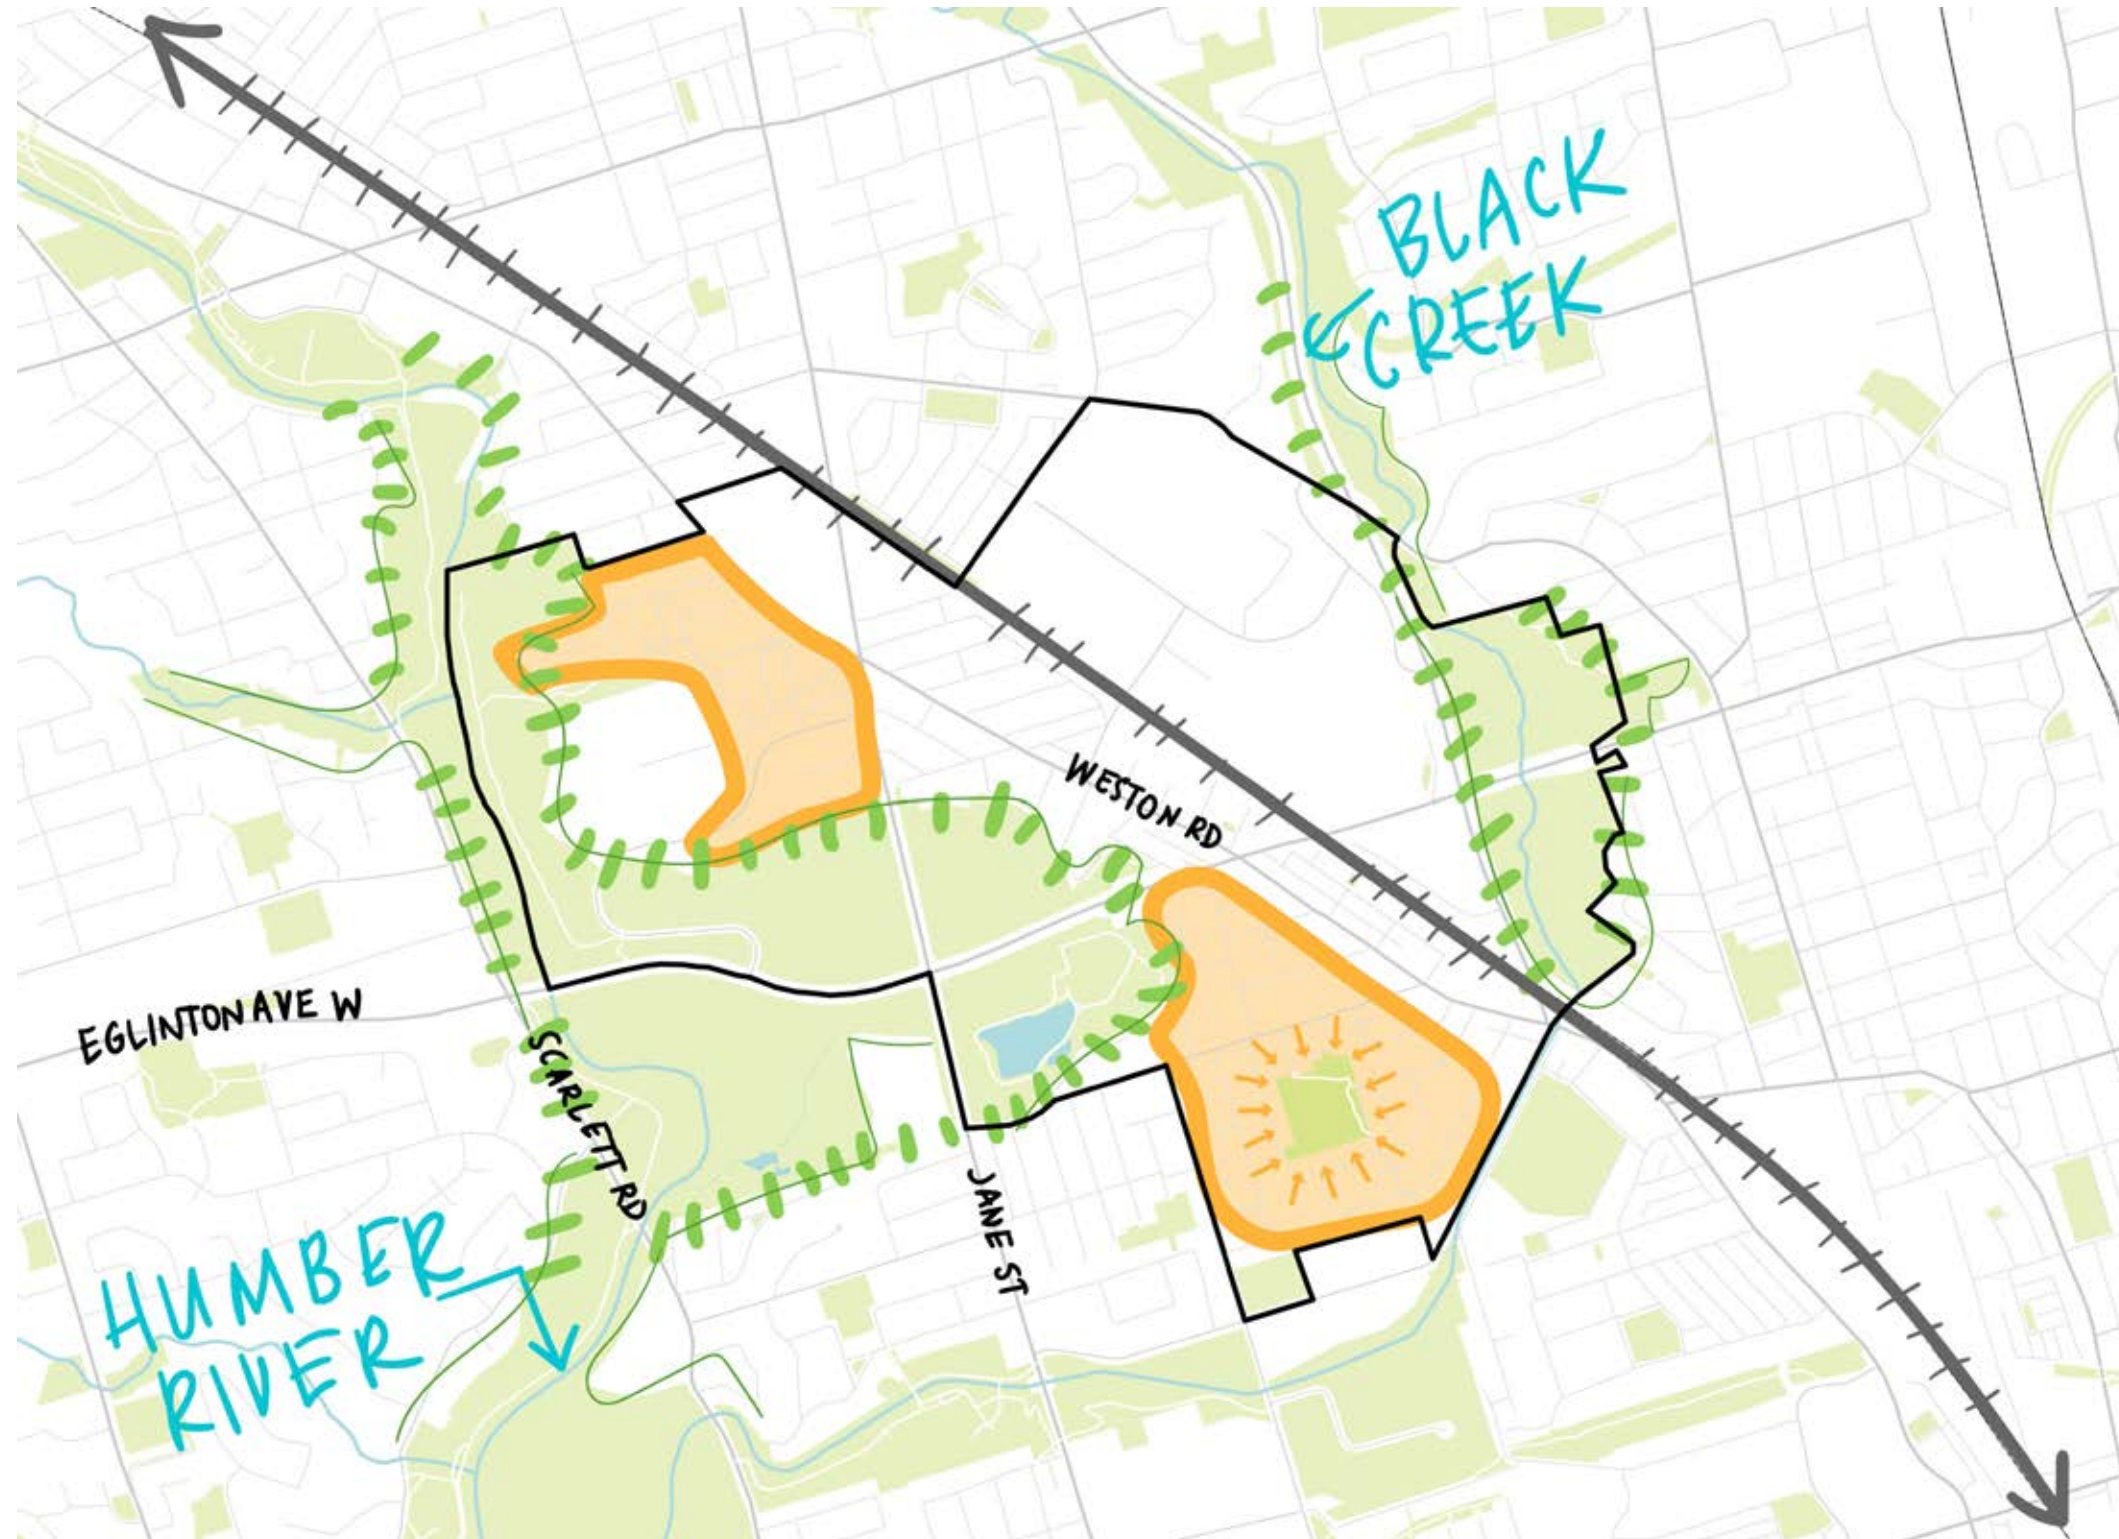 BLACK
CREEK
WESTON RD
EGLINTON AVE W
SCARLETT RD
JANE ST
HUMBER
RIVER